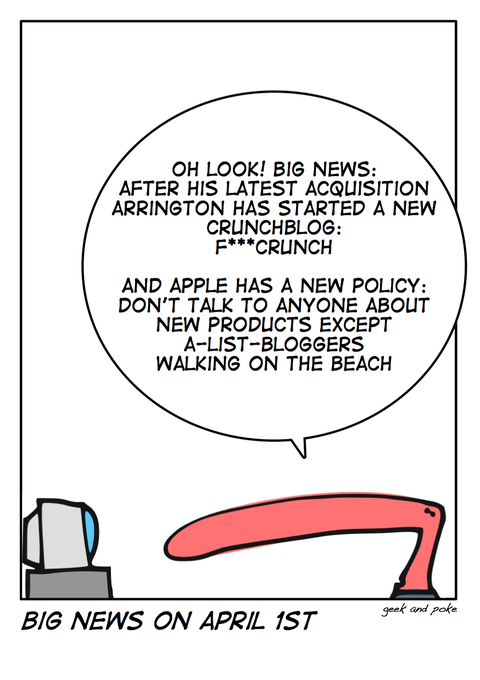 OH LOOK! BIG NEWS:
AFTER HIS LATEST ACQUISITION
ARRINGTON HAS STARTED A NEW
CRUNCHBLOG:
F***CRUNCH
AND APPLE HAS A NEW POLICY:
DON'T TALK TO ANYONE ABOUT
NEW PRODUCTS EXCEPT
A-LIST-BLOGGERS
WALKING ON THE BEACH
geek and poke
BIG NEWS ON APRIL 1ST